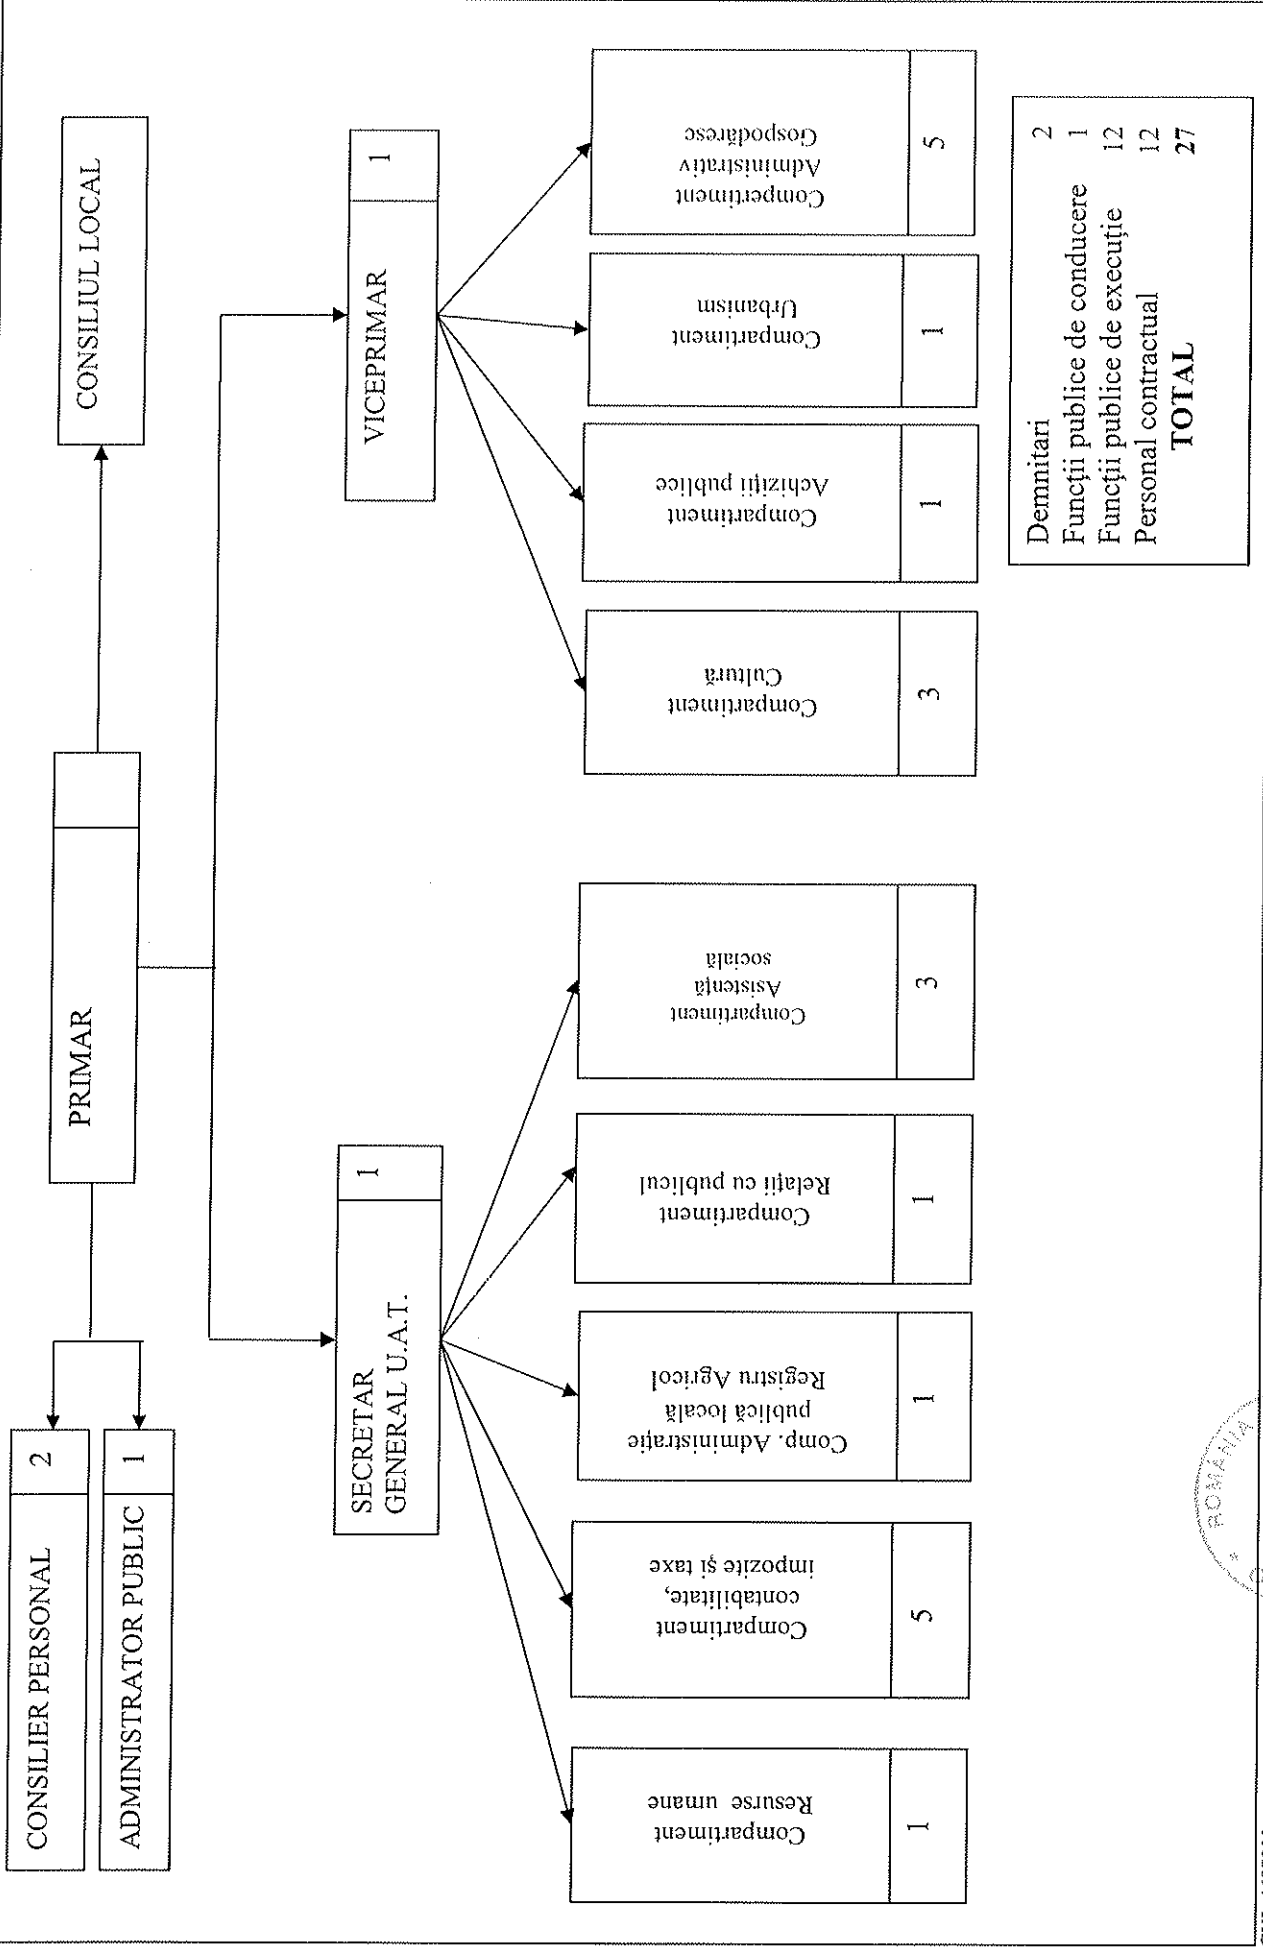 CONSILIER PERSONAL 2
ADMINISTRATOR PUBLIC 1
PRIMAR
CONSILIUL LOCAL
SECRETAR
GENERAL U.A.T.
1
VICEPRIMAR 1
Compartiment
Resurse umane
1
Compartiment
contabilitate,
impozite și taxe
5
Comp. Administrație
publică locală
Registru Agricol
1
Compartiment
Relații cu publicul
1
Compartiment
Asistență
socială
3
Compartiment
Cultură
3
Compartiment
Achiziții publice
1
Compartiment
Urbanism
1
Compertiment
Administrativ
Gospodăresc
5
Demnitari 2
Funcții publice de conducere 1
Funcții publice de execuție 12
Personal contractual 12
TOTAL 27
ROMÂNIA